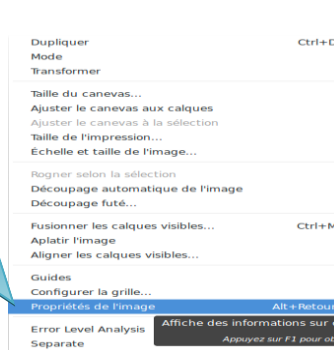 Dupliquer Ctrl+D
Mode
Transformer
Taille du canevas...
Ajuster le canevas aux calques
Ajuster le canevas à la sélection
Taille de l'impression...
Échelle et taille de l'image...
Rogner selon la sélection
Découpage automatique de l'image
Découpage futé...
Fusionner les calques visibles... Ctrl+M
Aplatir l'image
Aligner les calques visibles...
Guides
Configurer la grille...
Propriétés de l'image Alt+Retour
Affiche des informations sur
Error Level Analysis
Appuyez sur F1 pour
Separate